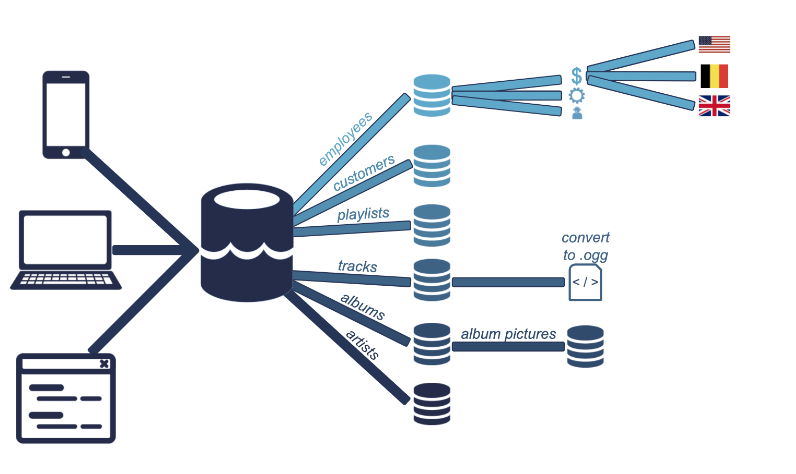 employees
customers
playlists
tracks
albums
artists
$
convert
to .ogg
< / >
album pictures